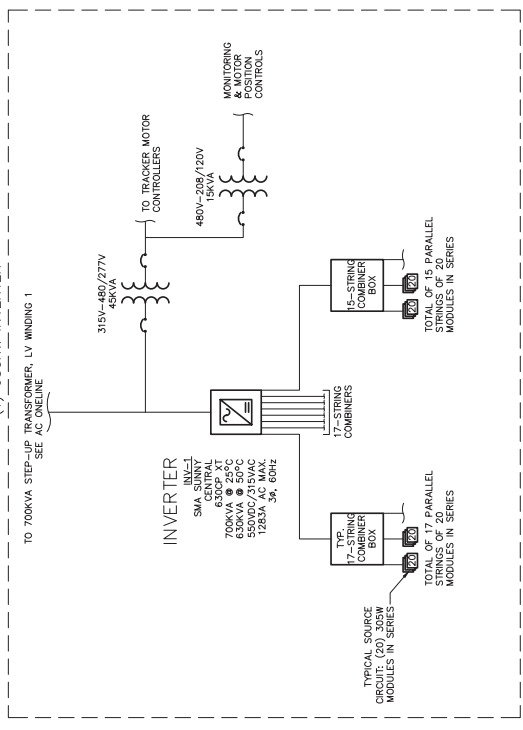 TO 700KVA STEP-UP TRANSFORMER, LV WINDING 1
SEE AC ONELINE
315V-480/277V
45KVA
TO TRACKER MOTOR
CONTROLLERS
480V-208/120V
15KVA
MONITORING
& MOTOR
POSITION
CONTROLS
INVERTER
INV-1
SMA SUNNY
CENTRAL
630CP XT
700KVA @ 25°C
630KVA @ 50°C
550VDC/315VAC
1283A AC MAX.
3ø, 60Hz
17-STRING
COMBINERS
TYP.
17-STRING
COMBINER
BOX
20
20
TOTAL OF 17 PARALLEL
STRINGS OF 20
MODULES IN SERIES
TYPICAL SOURCE
CIRCUIT: (20) 305W
MODULES IN SERIES
15-STRING
COMBINER
BOX
20
20
TOTAL OF 15 PARALLEL
STRINGS OF 20
MODULES IN SERIES